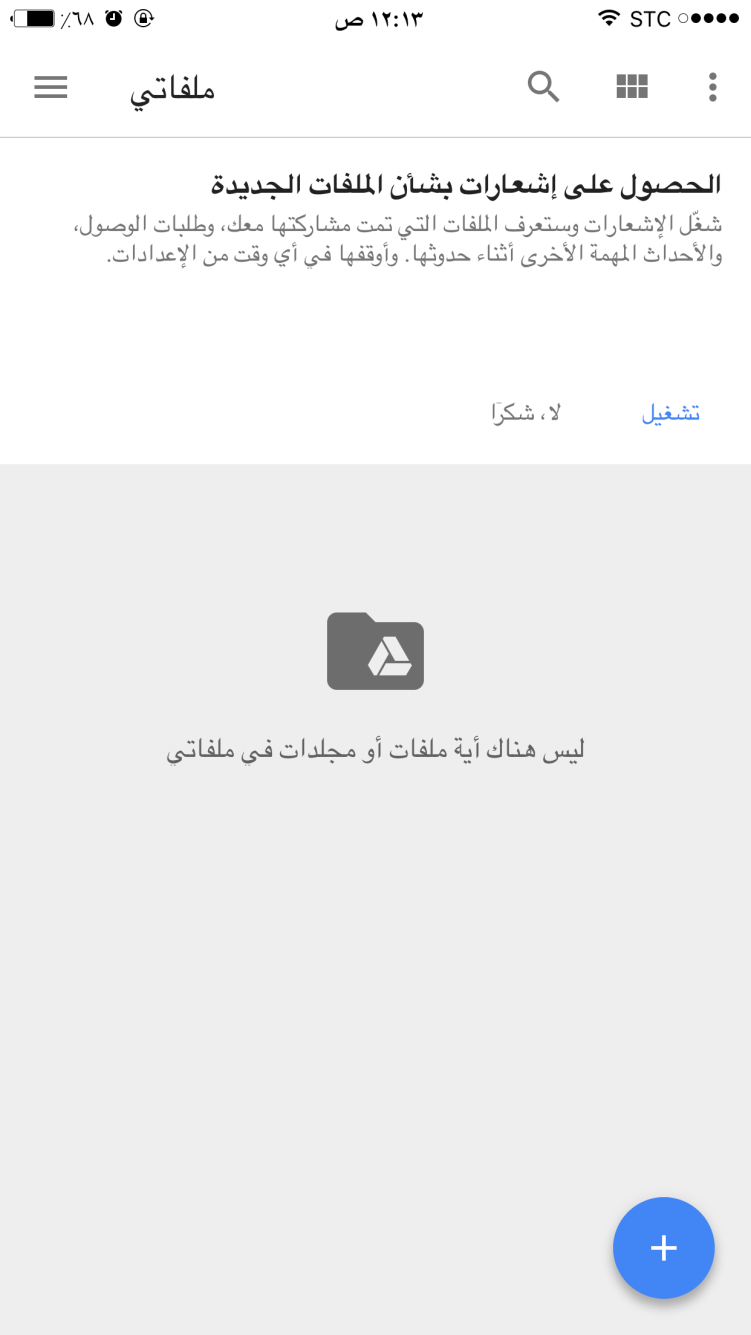 STC ١٢:١٣ ص ٦٨٪
ملفاتي
الحصول على إشعارات بشأن الملفات الجديدة
شغّل الإشعارات وستعرف الملفات التي تمت مشاركتها معك، وطلبات الوصول،
والأحداث المهمة الأخرى أثناء حدوثها. وأوقفها في أي وقت من الإعدادات.
تشغيل لا، شكرًا
ليس هناك أية ملفات أو مجلدات في ملفاتي